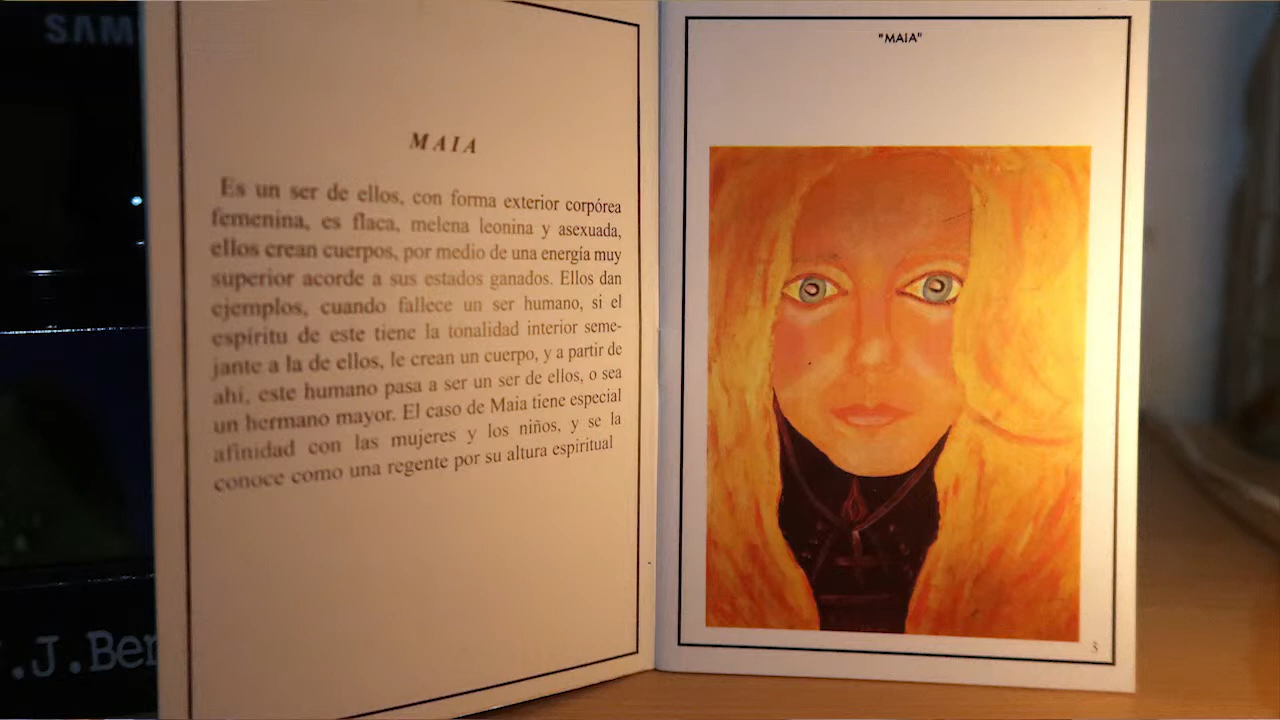 SAM
MAIA
Es un ser de ellos, con forma exterior corpórea
femenina, es flaca, melena leonina y asexuada,
ellos crean cuerpos, por medio de una energía muy
superior acorde a sus estados ganados. Ellos dan
ejemplos, cuando fallece un ser humano, si el
espíritu de este tiene la tonalidad interior seme-
jante a la de ellos, le crean un cuerpo, y a partir de
ahí, este humano pasa a ser un ser de ellos, o sea
un hermano mayor. El caso de Maia tiene especial
afinidad con las mujeres y los niños, y se la
conoce como una regente por su altura espiritual
"MAIA"
3
.J.Ber